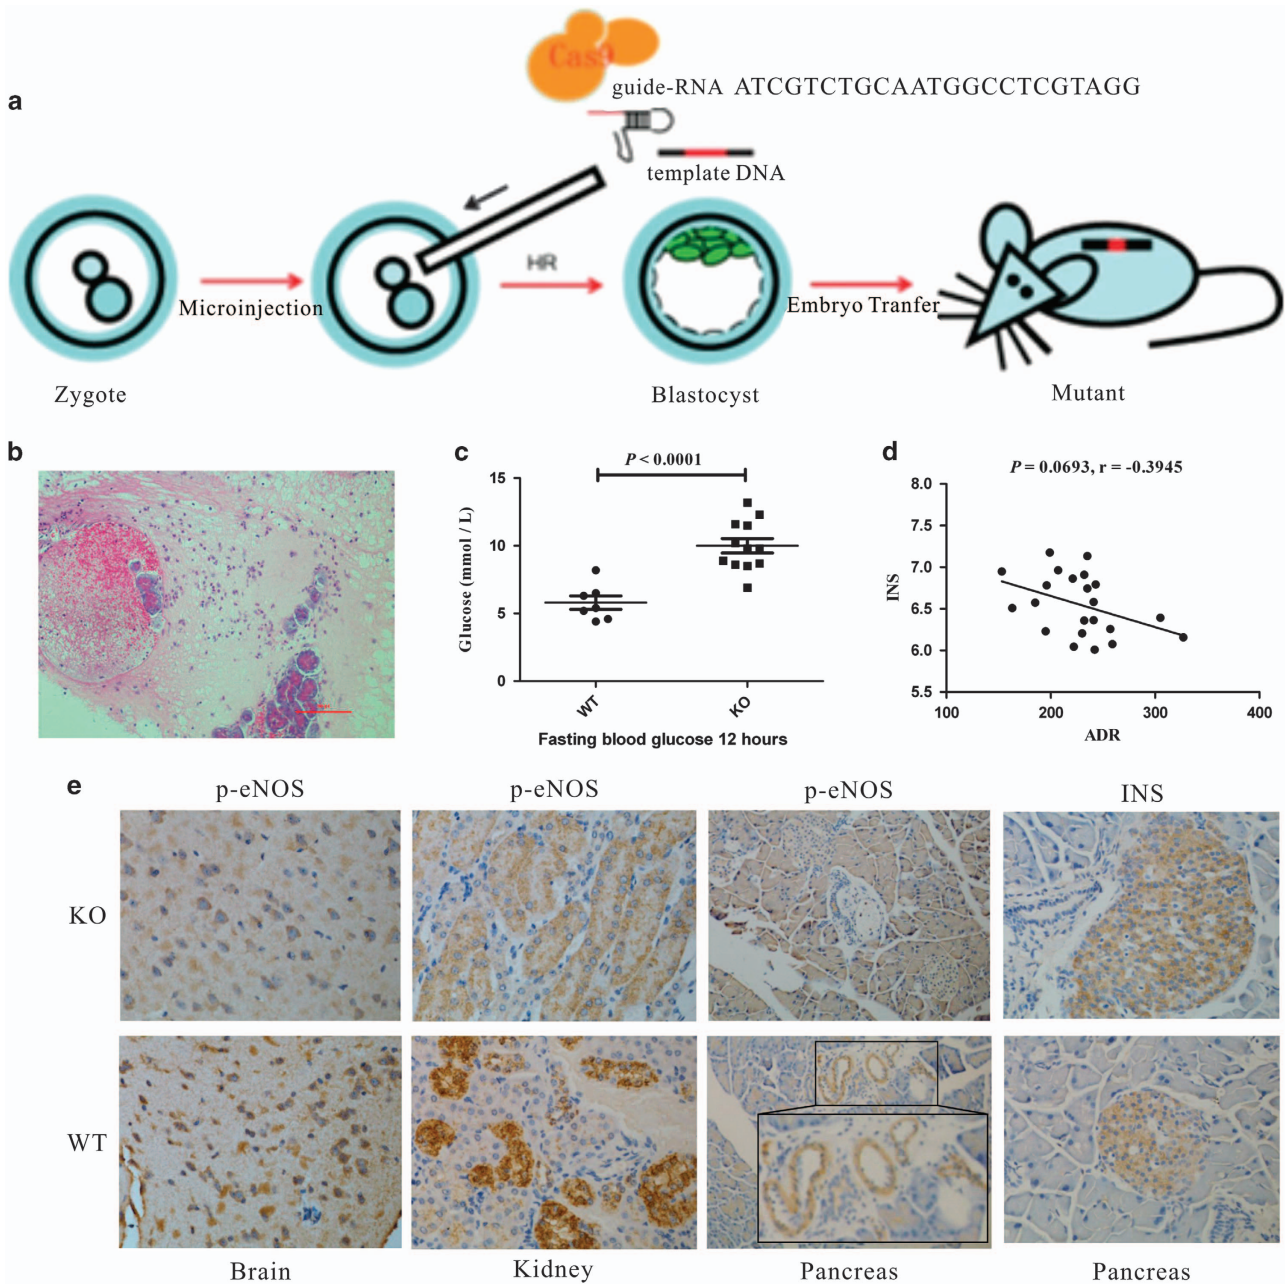 Cas9
guide-RNA ATCGTCTGCAATGGCCTCGTAGG
a
template DNA
HR
Microinjection
Embryo Tranfer
Zygote
Blastocyst
Mutant
b
c
P < 0.0001
15
10
5
0
Glucose (mmol / L)
WT
KO
Fasting blood glucose 12 hours
d
P = 0.0693, r = -0.3945
8.0
7.5
7.0
6.5
6.0
5.5
INS
100
200
300
400
ADR
e
p-eNOS
p-eNOS
p-eNOS
INS
KO
WT
Brain
Kidney
Pancreas
Pancreas